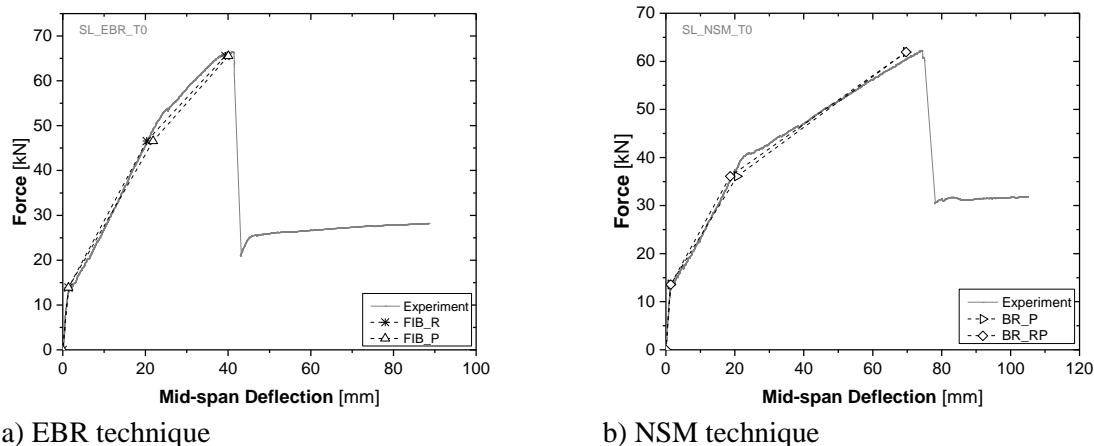 SL_EBR_T0
Force [kN]
70
60
50
40
30
20
10
0
0 20 40 60 80 100
Mid-span Deflection [mm]
Experiment
FIB_R
FIB_P
a) EBR technique
SL_NSM_T0
Force [kN]
70
60
50
40
30
20
10
0
0 20 40 60 80 100 120
Mid-span Deflection [mm]
Experiment
BR_P
BR_RP
b) NSM technique